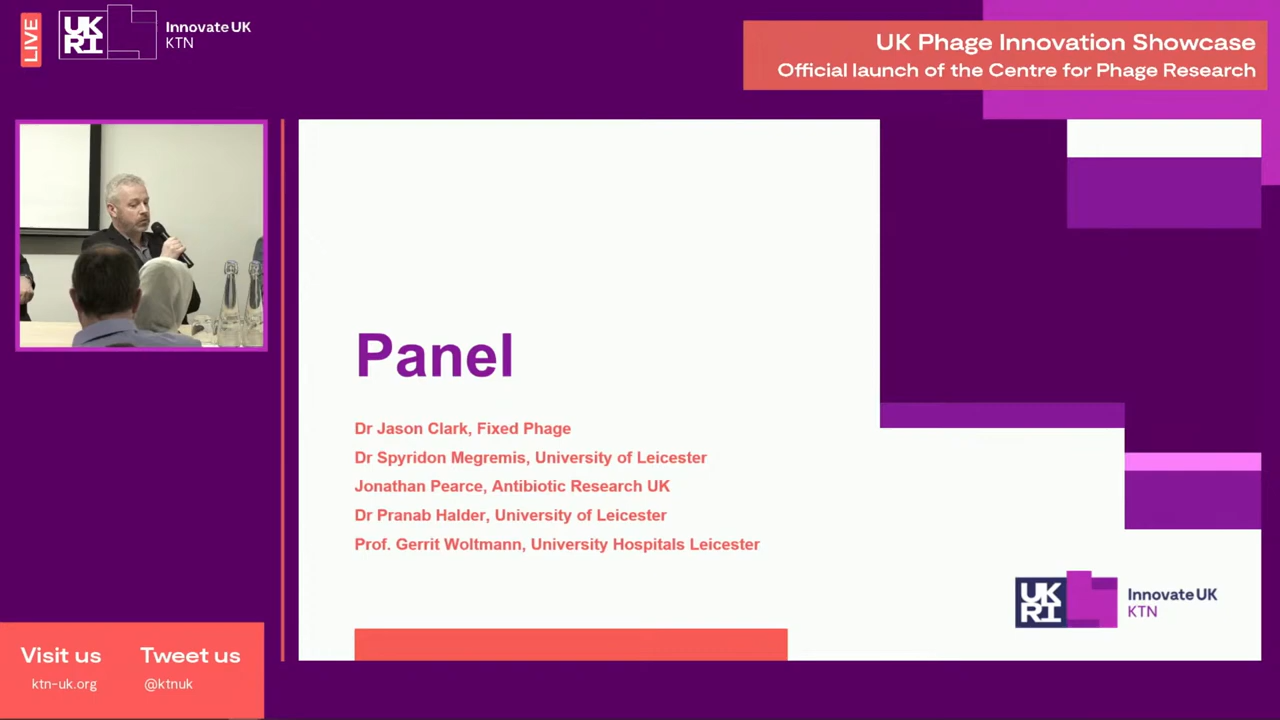 LIVE
UK
RI
Innovate UK
KTN
UK Phage Innovation Showcase
Official launch of the Centre for Phage Research
Panel
Dr Jason Clark, Fixed Phage
Dr Spyridon Megremis, University of Leicester
Jonathan Pearce, Antibiotic Research UK
Dr Pranab Halder, University of Leicester
Prof. Gerrit Woltmann, University Hospitals Leicester
UK
RI
Innovate UK
KTN
Visit us
ktn-uk.org
Tweet us
@ktnuk